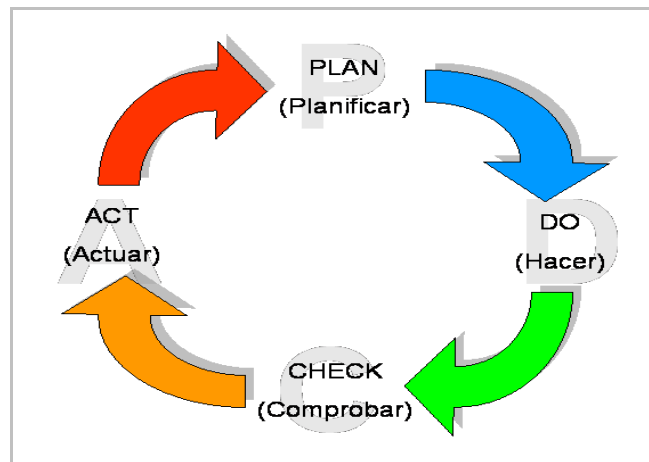 P
PLAN
(Planificar)
D
DO
(Hacer)
C
CHECK
(Comprobar)
A
ACT
(Actuar)